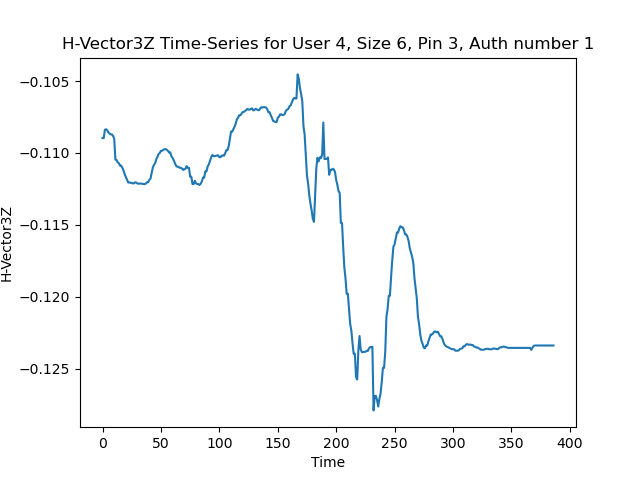 H-Vector3Z Time-Series for User 4, Size 6, Pin 3, Auth number 1
−0.105
−0.110
−0.115
−0.120
−0.125
H-Vector3Z
0 50 100 150 200 250 300 350 400
Time